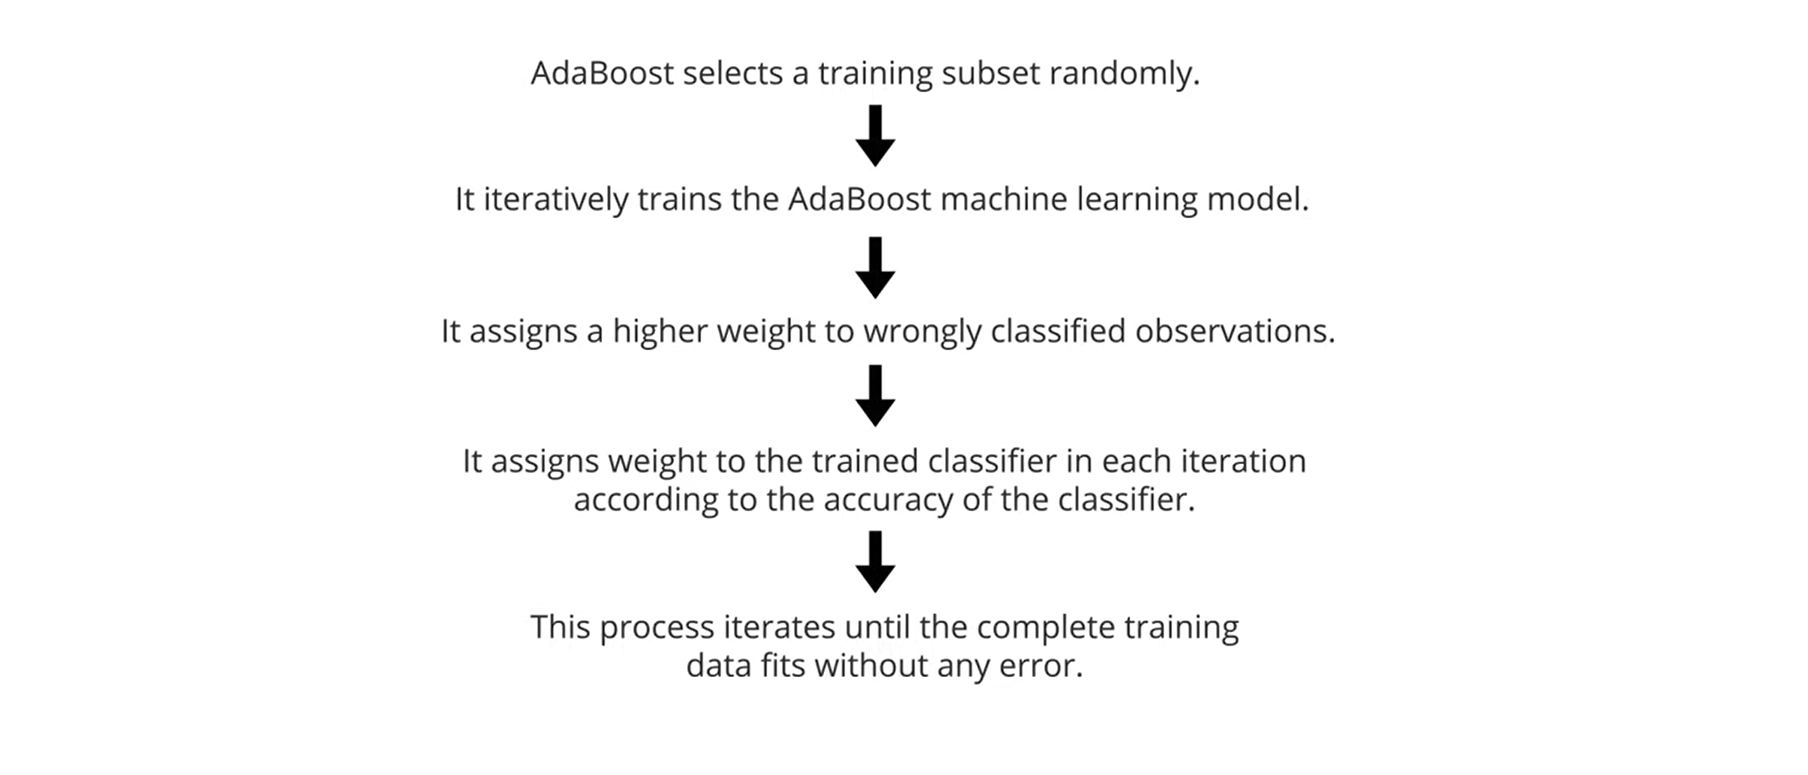 AdaBoost selects a training subset randomly.
It iteratively trains the AdaBoost machine learning model.
It assigns a higher weight to wrongly classified observations.
It assigns weight to the trained classifier in each iteration
according to the accuracy of the classifier.
This process iterates until the complete training
data fits without any error.